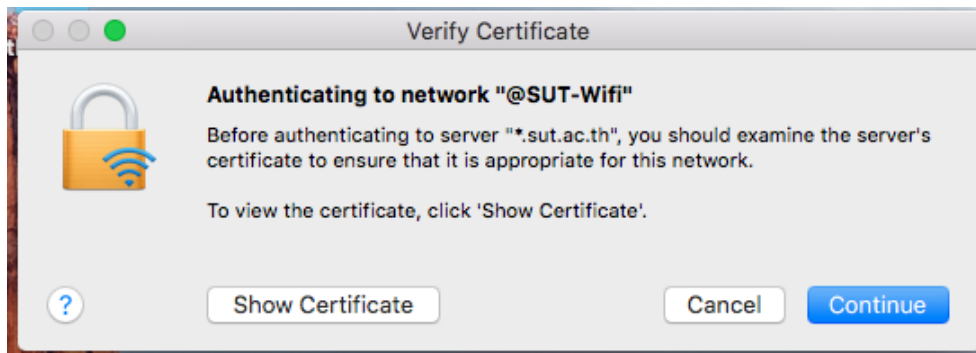 Verify Certificate
Authenticating to network "@SUT-Wifi"
Before authenticating to server "*.sut.ac.th", you should examine the server's
certificate to ensure that it is appropriate for this network.
To view the certificate, click 'Show Certificate'.
? Show Certificate Cancel Continue